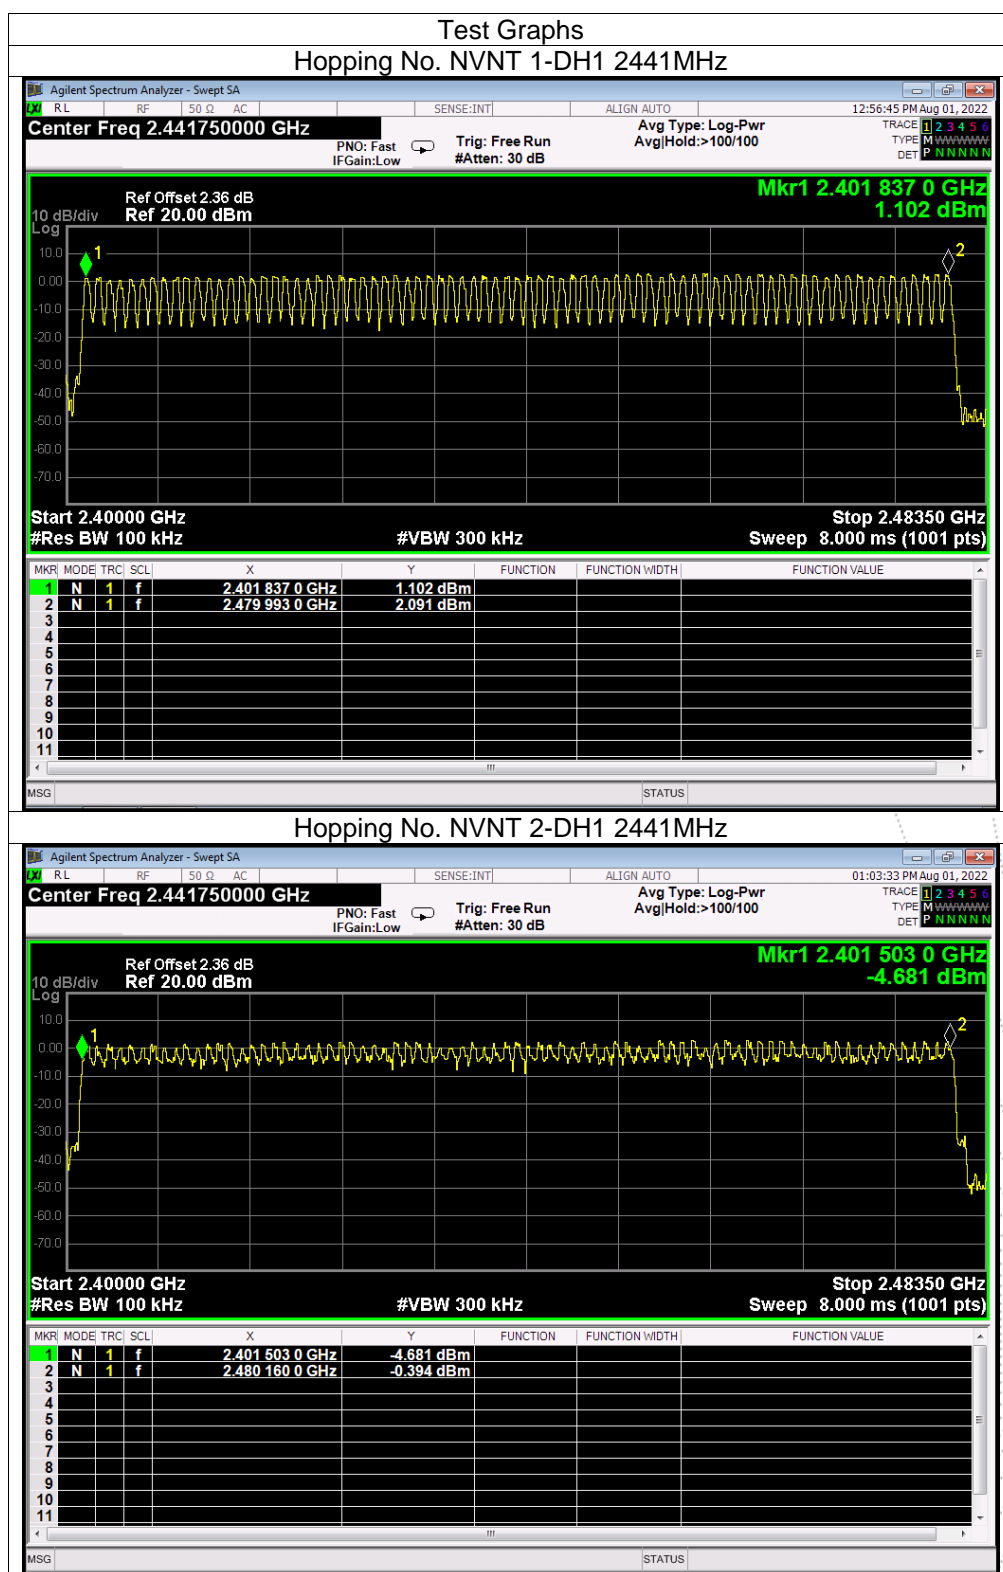 Test Graphs
Hopping No. NVNT 1-DH1 2441MHz
Agilent Spectrum Analyzer - Swept SA
LXI RL RF 50 Ω AC SENSE:INT ALIGN AUTO 12:56:45 PM Aug 01, 2022
Center Freq 2.441750000 GHz Avg Type: Log-Pwr TRACE 1 2 3 4 5 6
PNO: Fast Trig: Free Run Avg|Hold:>100/100 TYPE M WWWWW
IFGain:Low #Atten: 30 dB DET P N N N N N
Mkr1 2.401 837 0 GHz
1.102 dBm
Ref Offset 2.36 dB
10 dB/div Ref 20.00 dBm
Log
1
2
10.0
0.00
-10.0
-20.0
-30.0
-40.0
-50.0
-60.0
-70.0
Start 2.40000 GHz Stop 2.48350 GHz
#Res BW 100 kHz #VBW 300 kHz Sweep 8.000 ms (1001 pts)
MKR MODE TRC SCL X Y FUNCTION FUNCTION WIDTH FUNCTION VALUE
1 N 1 f 2.401 837 0 GHz 1.102 dBm
2 N 1 f 2.479 993 0 GHz 2.091 dBm
3
4
5
6
7
8
9
10
11
MSG STATUS
Hopping No. NVNT 2-DH1 2441MHz
Agilent Spectrum Analyzer - Swept SA
LXI RL RF 50 Ω AC SENSE:INT ALIGN AUTO 01:03:33 PM Aug 01, 2022
Center Freq 2.441750000 GHz Avg Type: Log-Pwr TRACE 1 2 3 4 5 6
PNO: Fast Trig: Free Run Avg|Hold:>100/100 TYPE M WWWWW
IFGain:Low #Atten: 30 dB DET P N N N N N
Mkr1 2.401 503 0 GHz
-4.681 dBm
Ref Offset 2.36 dB
10 dB/div Ref 20.00 dBm
Log
1
2
10.0
0.00
-10.0
-20.0
-30.0
-40.0
-50.0
-60.0
-70.0
Start 2.40000 GHz Stop 2.48350 GHz
#Res BW 100 kHz #VBW 300 kHz Sweep 8.000 ms (1001 pts)
MKR MODE TRC SCL X Y FUNCTION FUNCTION WIDTH FUNCTION VALUE
1 N 1 f 2.401 503 0 GHz -4.681 dBm
2 N 1 f 2.480 160 0 GHz -0.394 dBm
3
4
5
6
7
8
9
10
11
MSG STATUS